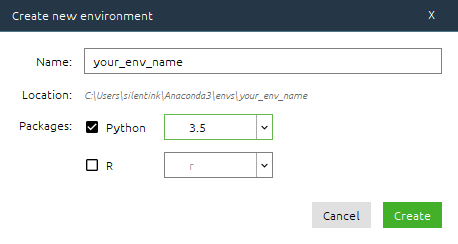 Create new environment X
Name: your_env_name
Location: C:\Users\silentink\Anaconda3\envs\your_env_name
Packages: Python 3.5
R r
Cancel Create